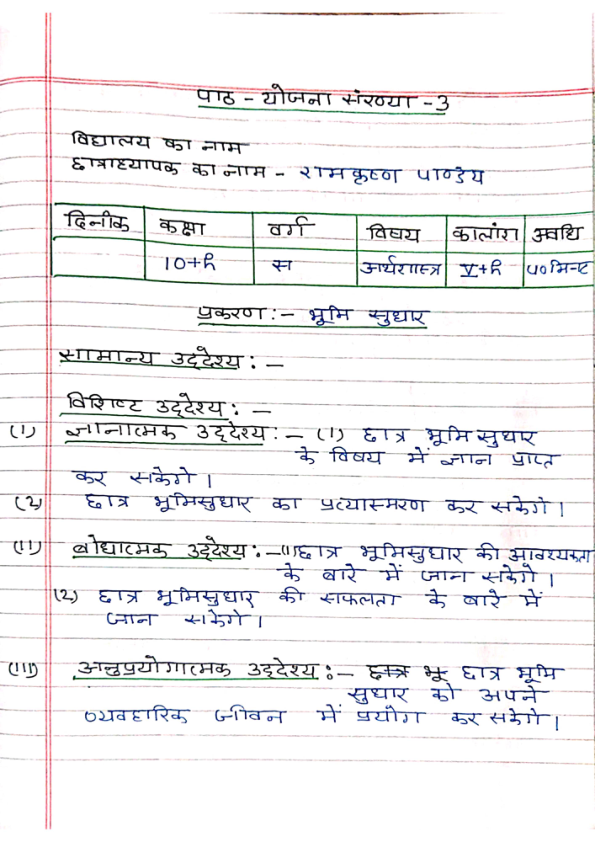 पाठ - योजना संख्या - 3
विद्यालय का नाम
छात्राध्यापक का नाम - रामकृष्ण पाण्डेय
दिनाँक कक्षा वर्ग विषय कालांश अवधि
10+h स अर्थशास्त्र V+h 40 मिनट
प्रकरण :- भूमि सुधार
सामान्य उद्देश्य : -
विशिष्ट उद्देश्य : -
(i) ज्ञानात्मक उद्देश्य : - (1) छात्र भूमि सुधार
के विषय में ज्ञान प्राप्त
कर सकेगे।
(2) छात्र भूमिसुधार का प्रत्यास्मरण कर सकेगे।
(ii) बोधात्मक उद्देश्य :- (1) छात्र भूमिसुधार की आवश्यकता
के बारे में जान सकेगे।
(2) छात्र भूमिसुधार की सफलता के बारे में
जान सकेगे।
(iii) अनुप्रयोगात्मक उद्देश्य :- छात्र भू छात्र भूमि
सुधार को अपने
व्यवहारिक जीवन में प्रयोग कर सकेगे।